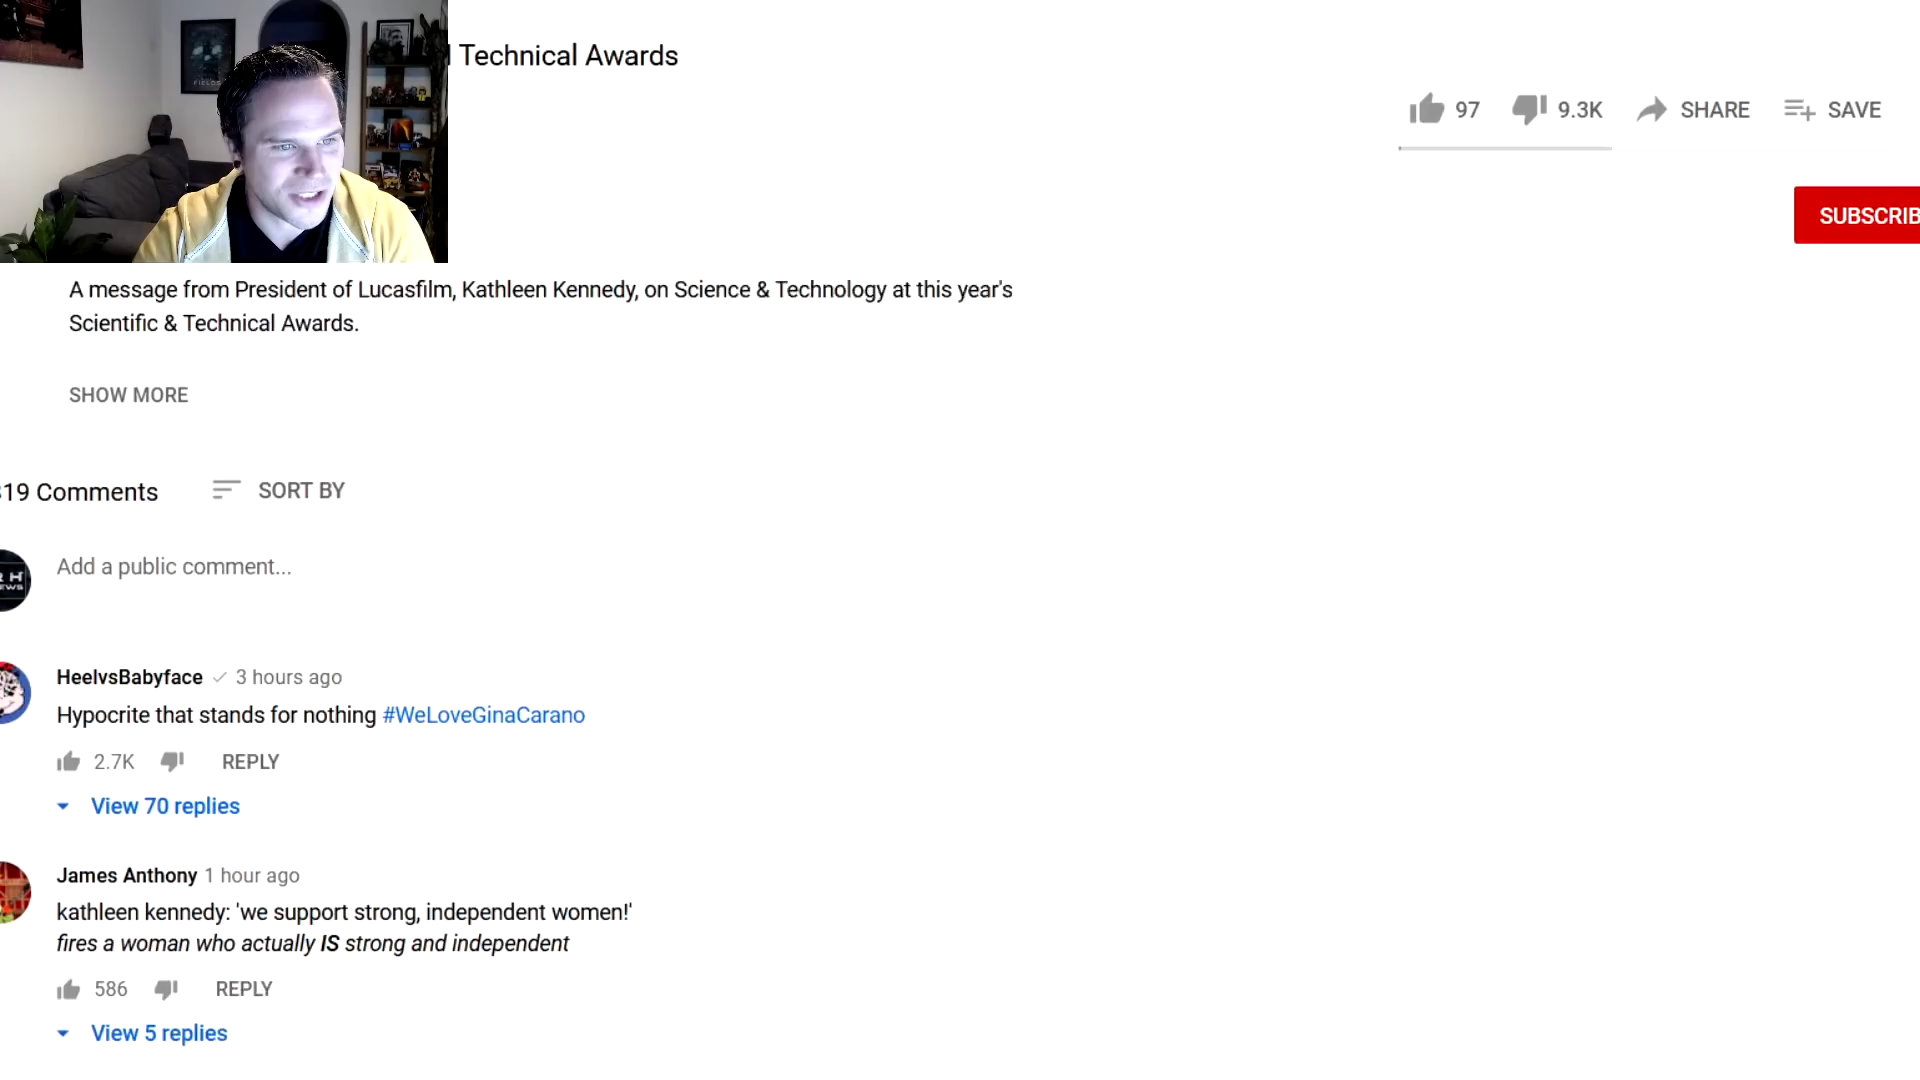 Technical Awards
97 9.3K SHARE SAVE
SUBSCRIB
A message from President of Lucasfilm, Kathleen Kennedy, on Science & Technology at this year's
Scientific & Technical Awards.
SHOW MORE
19 Comments SORT BY
Add a public comment...
HeelvsBabyface 3 hours ago
Hypocrite that stands for nothing #WeLoveGinaCarano
2.7K REPLY
View 70 replies
James Anthony 1 hour ago
kathleen kennedy: 'we support strong, independent women!'
fires a woman who actually IS strong and independent
586 REPLY
View 5 replies